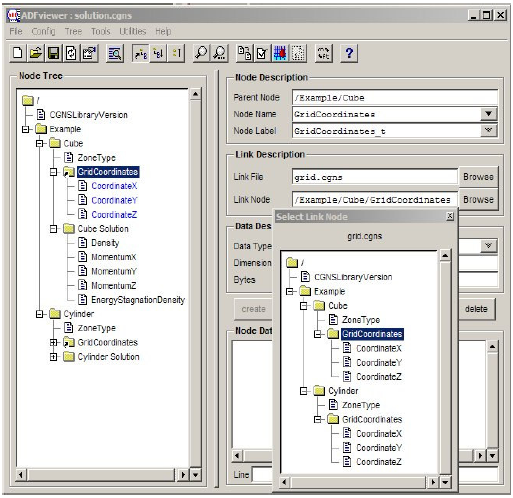 ADFviewer : solution.cgns
File Config Tree Tools Utilities Help
Node Tree
/
CGNSLibraryVersion
Example
Cube
ZoneType
GridCoordinates
CoordinateX
CoordinateY
CoordinateZ
Cube Solution
Density
MomentumX
MomentumY
MomentumZ
EnergyStagnationDensity
Cylinder
ZoneType
GridCoordinates
Cylinder Solution
Node Description
Parent Node /Example/Cube
Node Name GridCoordinates
Node Label GridCoordinates_t
Link Description
Link File grid.cgns Browse
Link Node /Example/Cube/GridCoordinates Browse
Data Des
Data Type
Dimension
Bytes
create delete
Node Dat
Line
Select Link Node
grid.cgns
/
CGNSLibraryVersion
Example
Cube
ZoneType
GridCoordinates
CoordinateX
CoordinateY
CoordinateZ
Cylinder
ZoneType
GridCoordinates
CoordinateX
CoordinateY
CoordinateZ